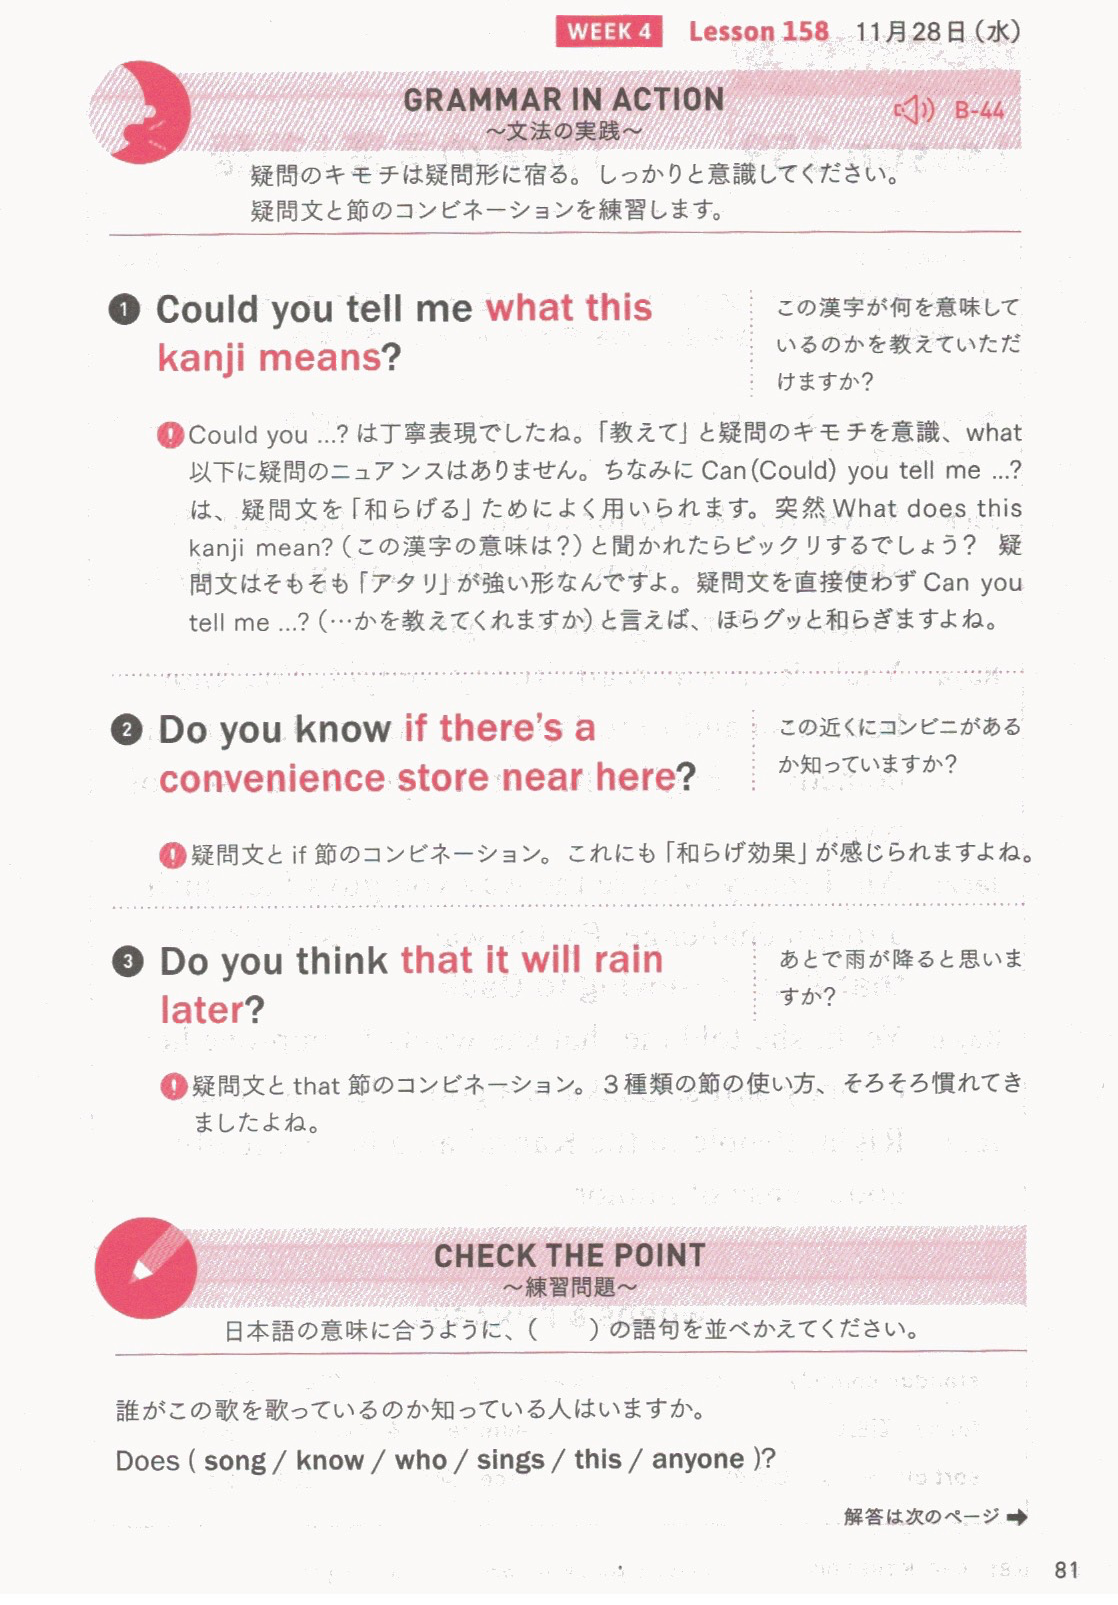 WEEK 4 Lesson 158 11月28日(水)
GRAMMAR IN ACTION
～文法の実践～
B-44
疑問のキモチは疑問形に宿る。しっかりと意識してください。
疑問文と節のコンビネーションを練習します。
1 Could you tell me what this
kanji means?
この漢字が何を意味して
いるのかを教えていただ
けますか?
! Could you ...? は丁寧表現でしたね。「教えて」と疑問のキモチを意識、what
以下に疑問のニュアンスはありません。ちなみに Can (Could) you tell me ...?
は、疑問文を「和らげる」ためによく用いられます。突然 What does this
kanji mean?（この漢字の意味は?）と聞かれたらビックリするでしょう? 疑
問文はそもそも「アタリ」が強い形なんですよ。疑問文を直接使わず Can you
tell me ...?（…かを教えてくれますか）と言えば、ほらグッと和らぎますよね。
2 Do you know if there's a
convenience store near here?
この近くにコンビニがある
か知っていますか?
! 疑問文と if 節のコンビネーション。これにも「和らげ効果」が感じられますよね。
3 Do you think that it will rain
later?
あとで雨が降ると思いま
すか?
! 疑問文と that 節のコンビネーション。3種類の節の使い方、そろそろ慣れてき
ましたよね。
CHECK THE POINT
～練習問題～
日本語の意味に合うように、(　　)の語句を並べかえてください。
誰がこの歌を歌っているのか知っている人はいますか。
Does ( song / know / who / sings / this / anyone )?
解答は次のページ ➡
81